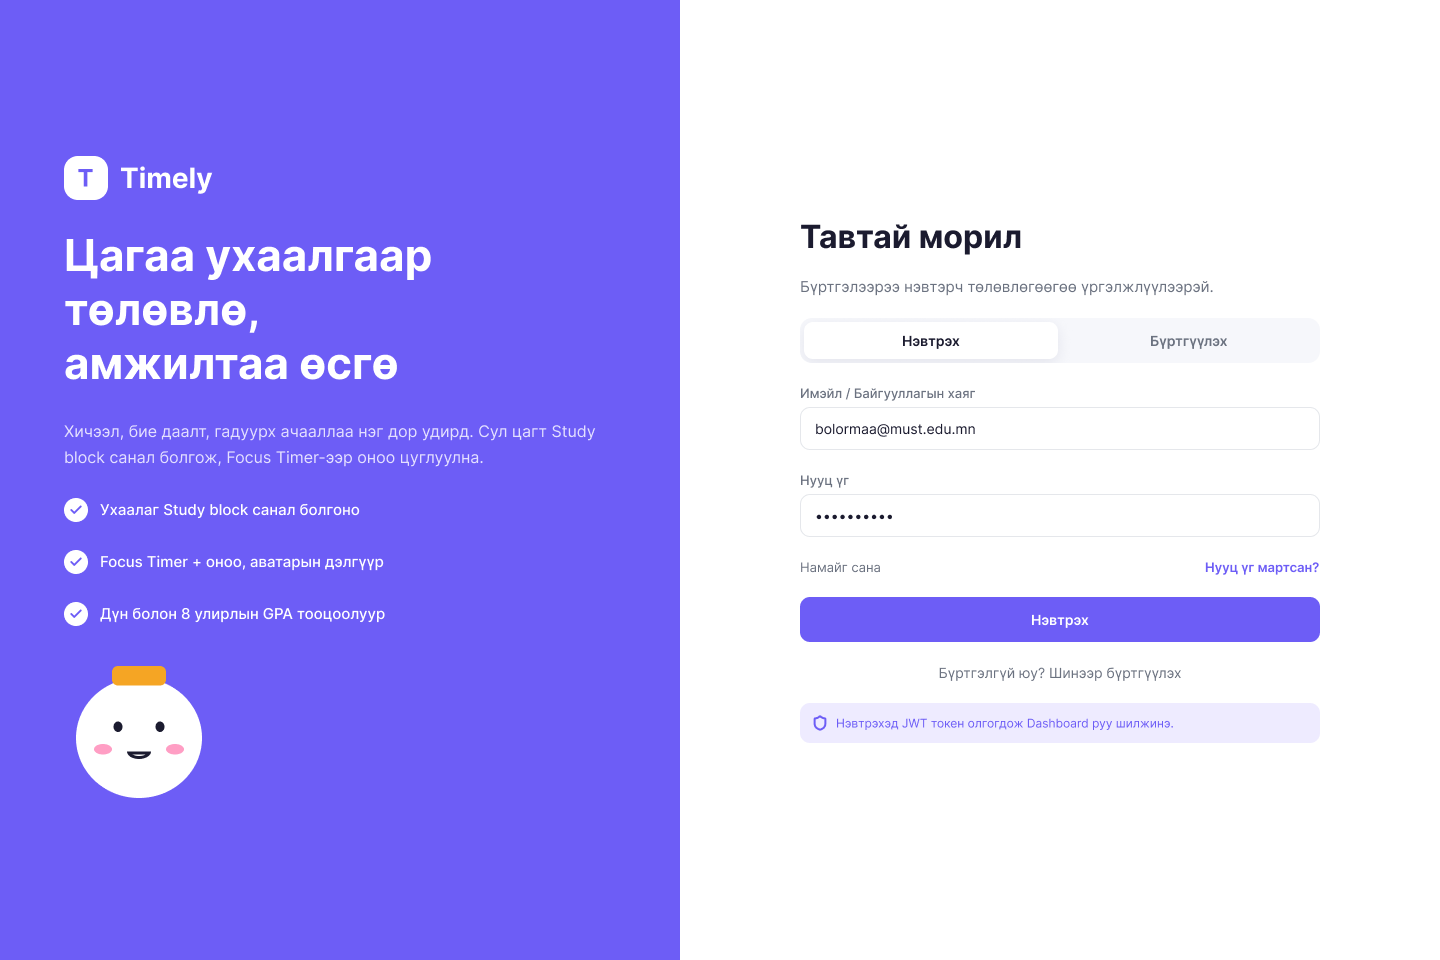 T Timely
Цагаа ухаалгаар
төлөвлө,
амжилтаа өсгө
Хичээл, бие даалт, гадуурх ачааллаа нэг дор удирд. Сул цагт Study
block санал болгож, Focus Timer-ээр оноо цуглуулна.
Ухаалаг Study block санал болгоно
Focus Timer + оноо, аватарын дэлгүүр
Дүн болон 8 улирлын GPA тооцоолуур
Тавтай морил
Бүртгэлээрээ нэвтэрч төлөвлөгөөгөө үргэлжлүүлээрэй.
Нэвтрэх Бүртгүүлэх
Имэйл / Байгууллагын хаяг
bolormaa@must.edu.mn
Нууц үг
••••••••••
Намайг сана Нууц үг мартсан?
Нэвтрэх
Бүртгэлгүй юу? Шинээр бүртгүүлэх
Нэвтрэхэд JWT токен олгогдож Dashboard руу шилжинэ.